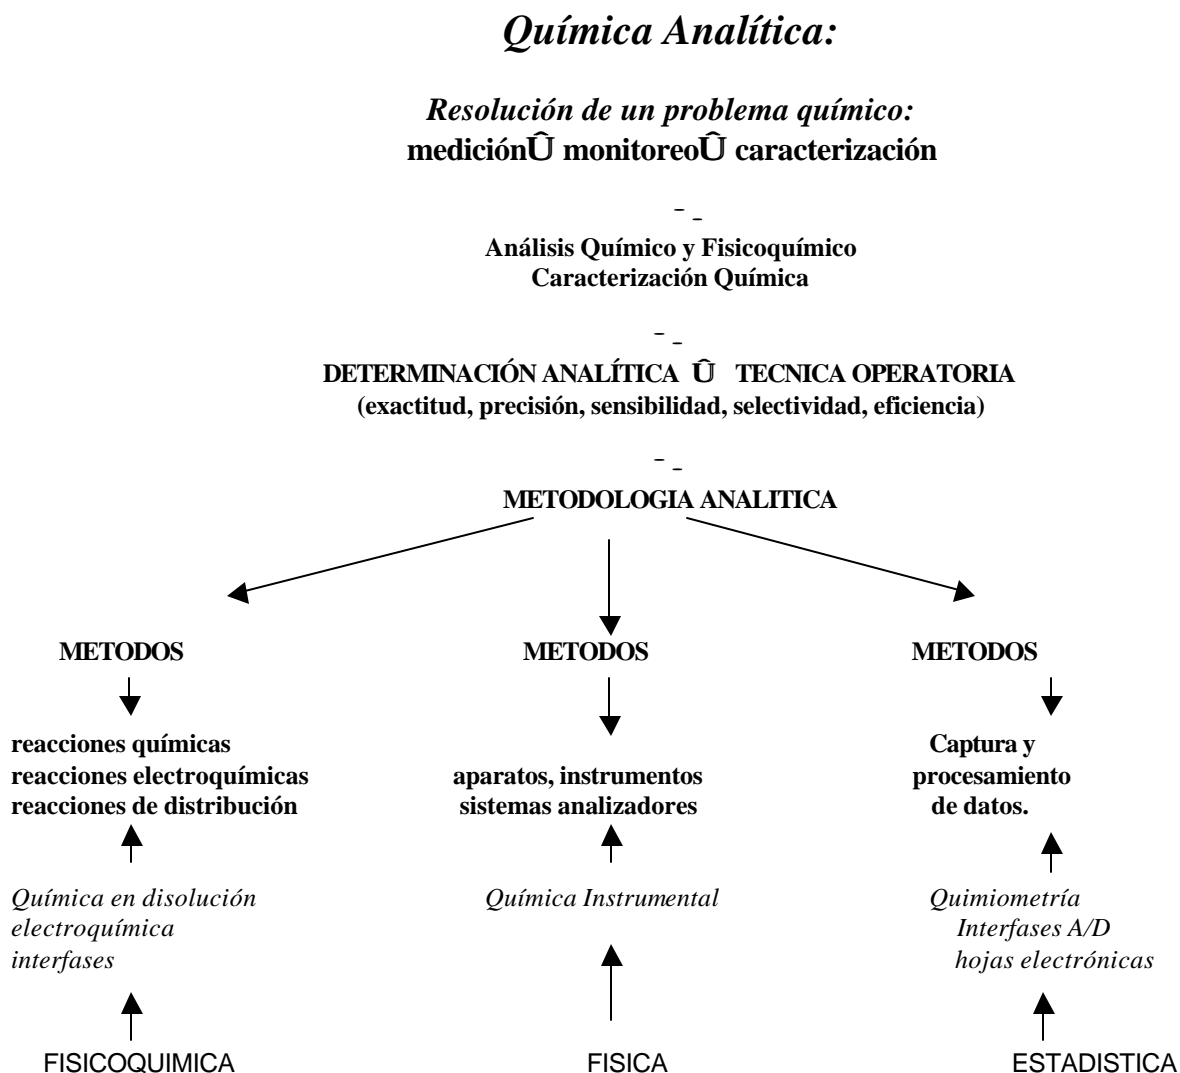 Química Analítica:
Resolución de un problema químico:
mediciónÛ monitoreoÛ caracterización
- -
Análisis Químico y Fisicoquímico
Caracterización Química
- -
DETERMINACIÓN ANALÍTICA Û TECNICA OPERATORIA
(exactitud, precisión, sensibilidad, selectividad, eficiencia)
- -
METODOLOGIA ANALITICA
METODOS
reacciones químicas
reacciones electroquímicas
reacciones de distribución
Química en disolución
electroquímica
interfases
FISICOQUIMICA
METODOS
aparatos, instrumentos
sistemas analizadores
Química Instrumental
FISICA
METODOS
Captura y
procesamiento
de datos.
Quimiometría
Interfases A/D
hojas electrónicas
ESTADISTICA